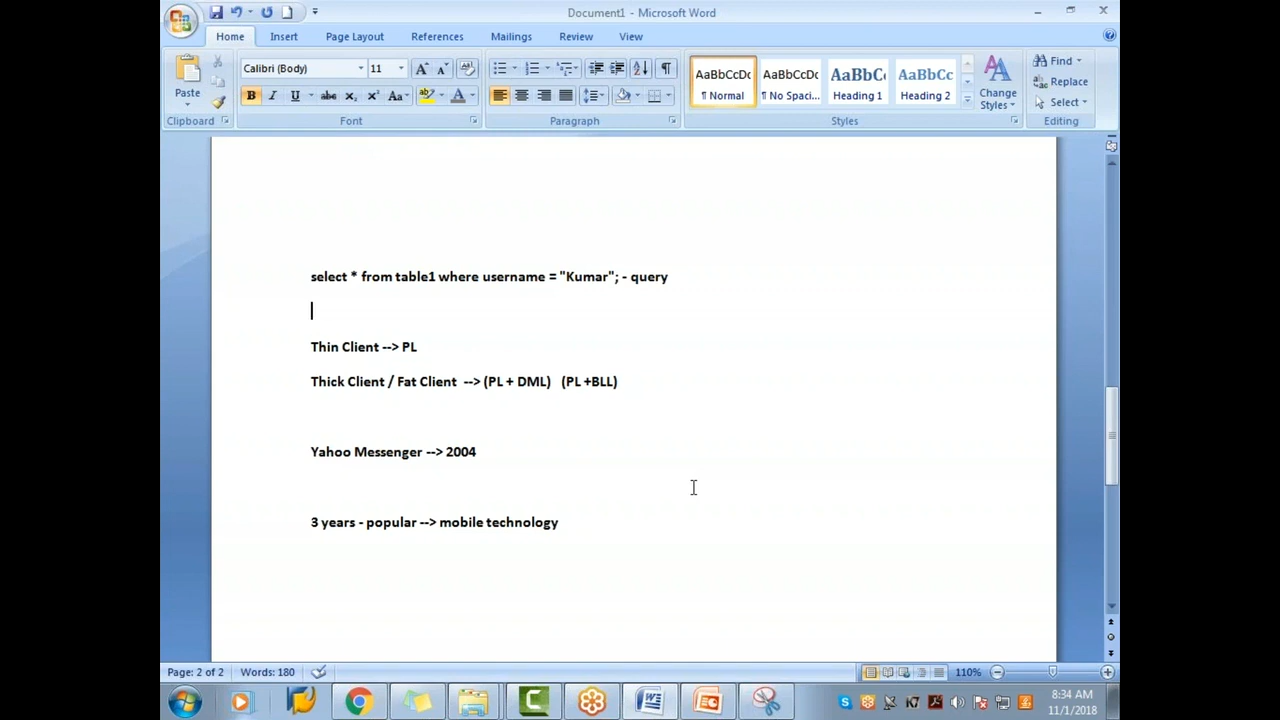 Document1 - Microsoft Word
Home Insert Page Layout References Mailings Review View
Paste
Calibri (Body) 11
AaBbCcDc AaBbCcDc AaBbCc AaBbCc
¶ Normal ¶ No Spaci... Heading 1 Heading 2
Change Styles
Find
Replace
Select
Clipboard Font Paragraph Styles Editing
select * from table1 where username = "Kumar"; - query
Thin Client --> PL
Thick Client / Fat Client --> (PL + DML) (PL +BLL)
Yahoo Messenger --> 2004
3 years - popular --> mobile technology
Page: 2 of 2 Words: 180 110%
8:34 AM
11/1/2018